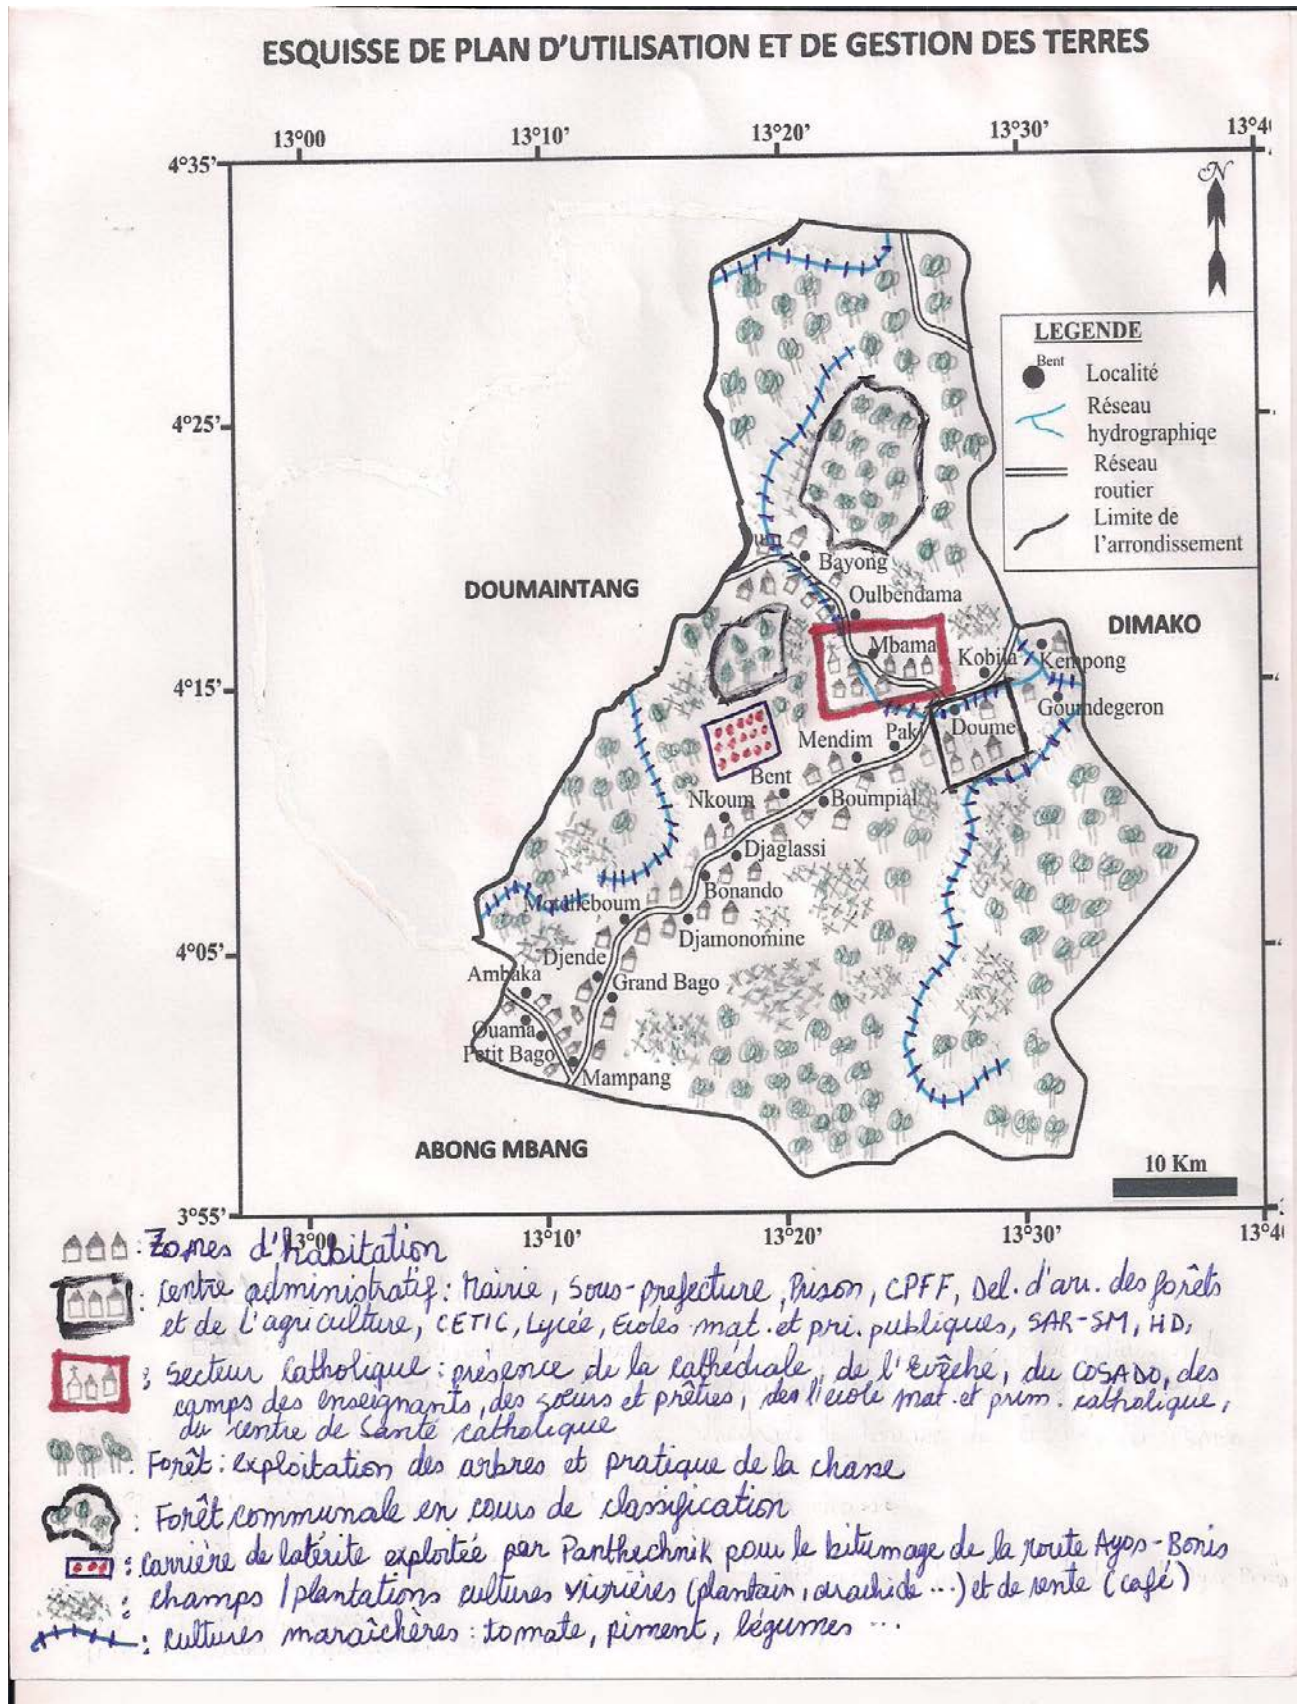 ESQUISSE DE PLAN D'UTILISATION ET DE GESTION DES TERRES
13°00 13°10' 13°20' 13°30'
4°35'
N
LEGENDE
Bent Localité
Réseau
hydrographiqe
Réseau
routier
Limite de
l'arrondissement
4°25'
Bayong
DOUMAINTANG
Oulbendama
DIMAKO
Mbama
Kobila
Kempong
4°15'
Goumdegeron
Doume
Paki
Mendim
Bent
Nkoum
Boumpial
Djaglassi
Bonando
Motdleboum
Djamonomine
4°05'
Djende
Ambaka
Grand Bago
Ouama
Petit Bago
Mampang
ABONG MBANG
10 Km
3°55'
13°00 13°10' 13°20' 13°30'
: Zones d'habitation
: centre administratif : Mairie, Sous-prefecture, Prison, CPFF, Del. d'arr. des forêts
et de l'agriculture, CETIC, Lycée, Ecoles mat. et pri. publiques, SAR-SM, HD,
: Secteur Catholique : présence de la cathédrale, de l'Evêché, du COSADO, des
camps des enseignants, des sœurs et prêtres, de l'école mat. et prim. catholique,
du centre de Santé catholique
: Forêt : exploitation des arbres et pratique de la chasse
: Forêt communale en cours de classification
: Carrière de latérite exploitée par Panthechnik pour le bitumage de la route Ayos-Bonis
: champs / plantations cultures vivrières (plantain, arachide ...) et de rente (café)
: cultures maraîchères : tomate, piment, légumes ...